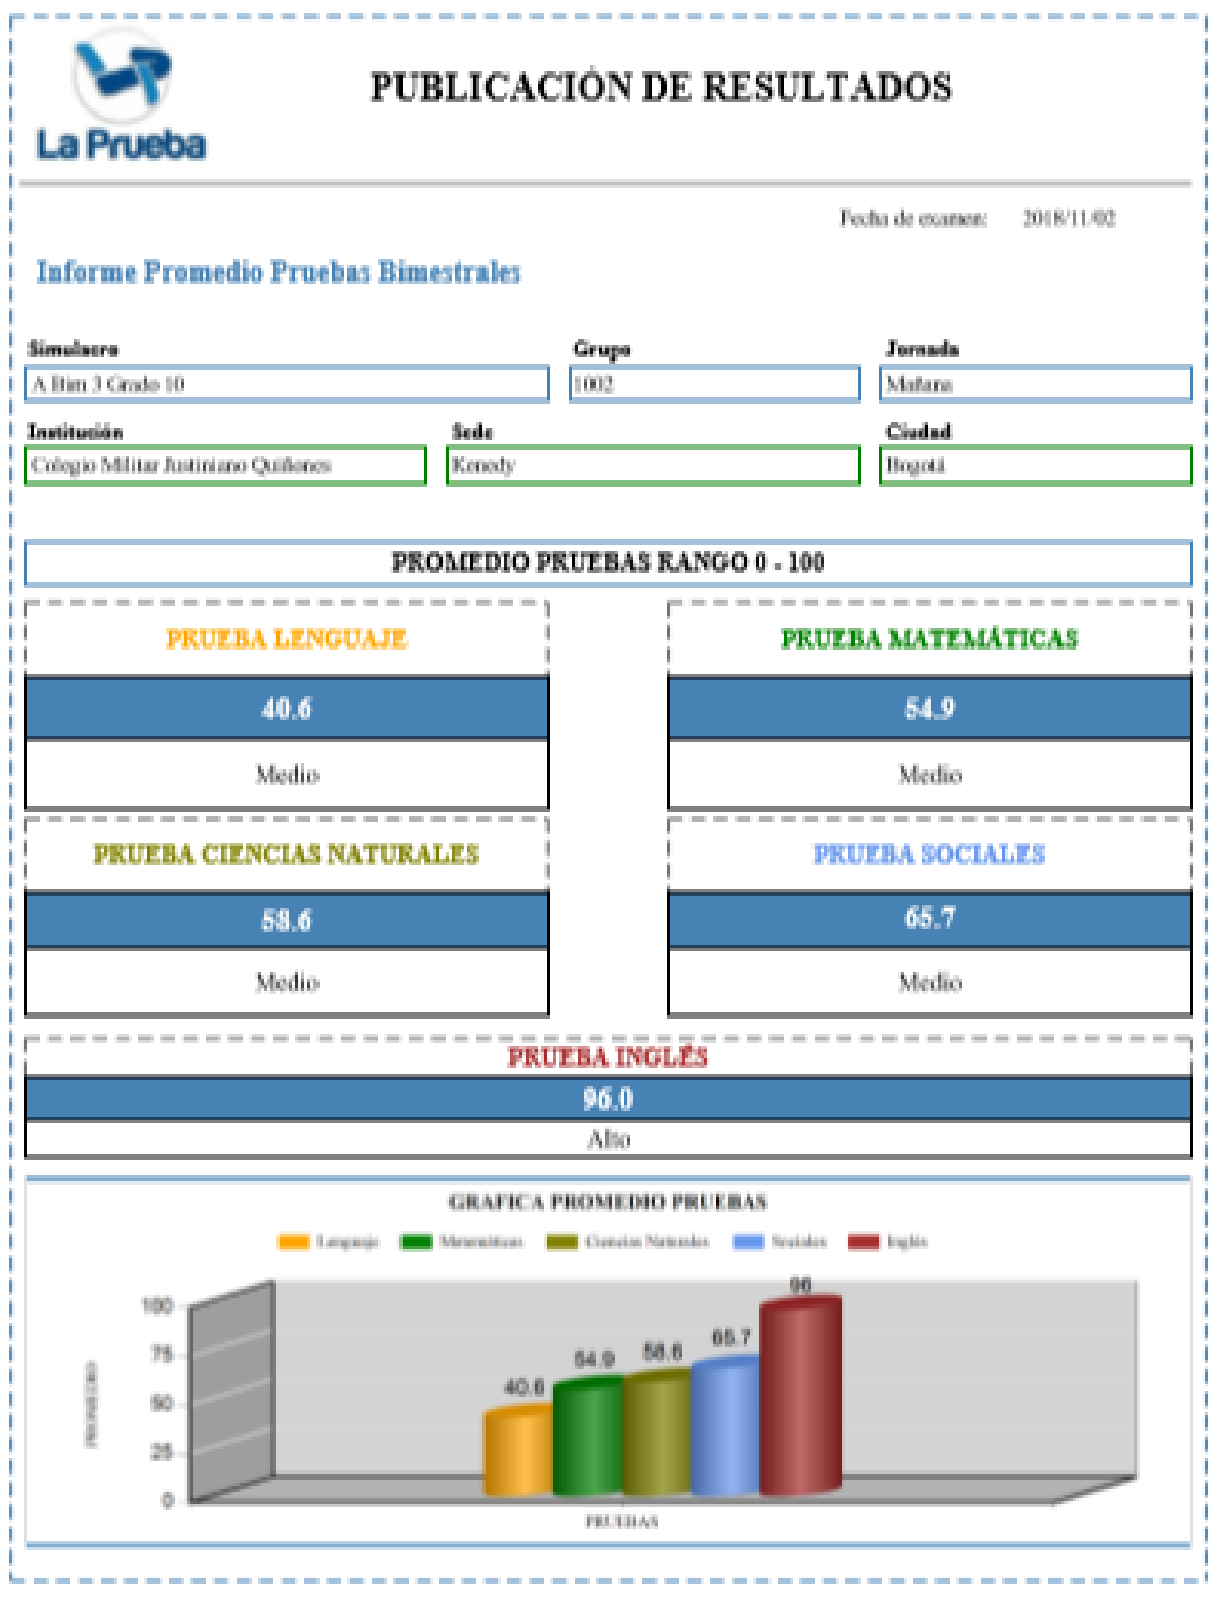 La Prueba
PUBLICACIÓN DE RESULTADOS
Fecha de examen: 2018/11/02
Informe Promedio Pruebas Bimestrales
Simulacro Grupo Jornada
A Bim 3 Grado 10 1002 Mañana
Institución Sede Ciudad
Colegio Militar Justiniano Quiñones Kenedy Bogotá
PROMEDIO PRUEBAS RANGO 0 - 100
PRUEBA LENGUAJE PRUEBA MATEMÁTICAS
40.6 54.9
Medio Medio
PRUEBA CIENCIAS NATURALES PRUEBA SOCIALES
58.6 65.7
Medio Medio
PRUEBA INGLÉS
96.0
Alto
GRAFICA PROMEDIO PRUEBAS
Lenguaje Matemáticas Ciencias Naturales Sociales Inglés
96
100
65.7
75
54.9 58.6
40.6
50
PROMEDIO
25
0
PRUEBAS